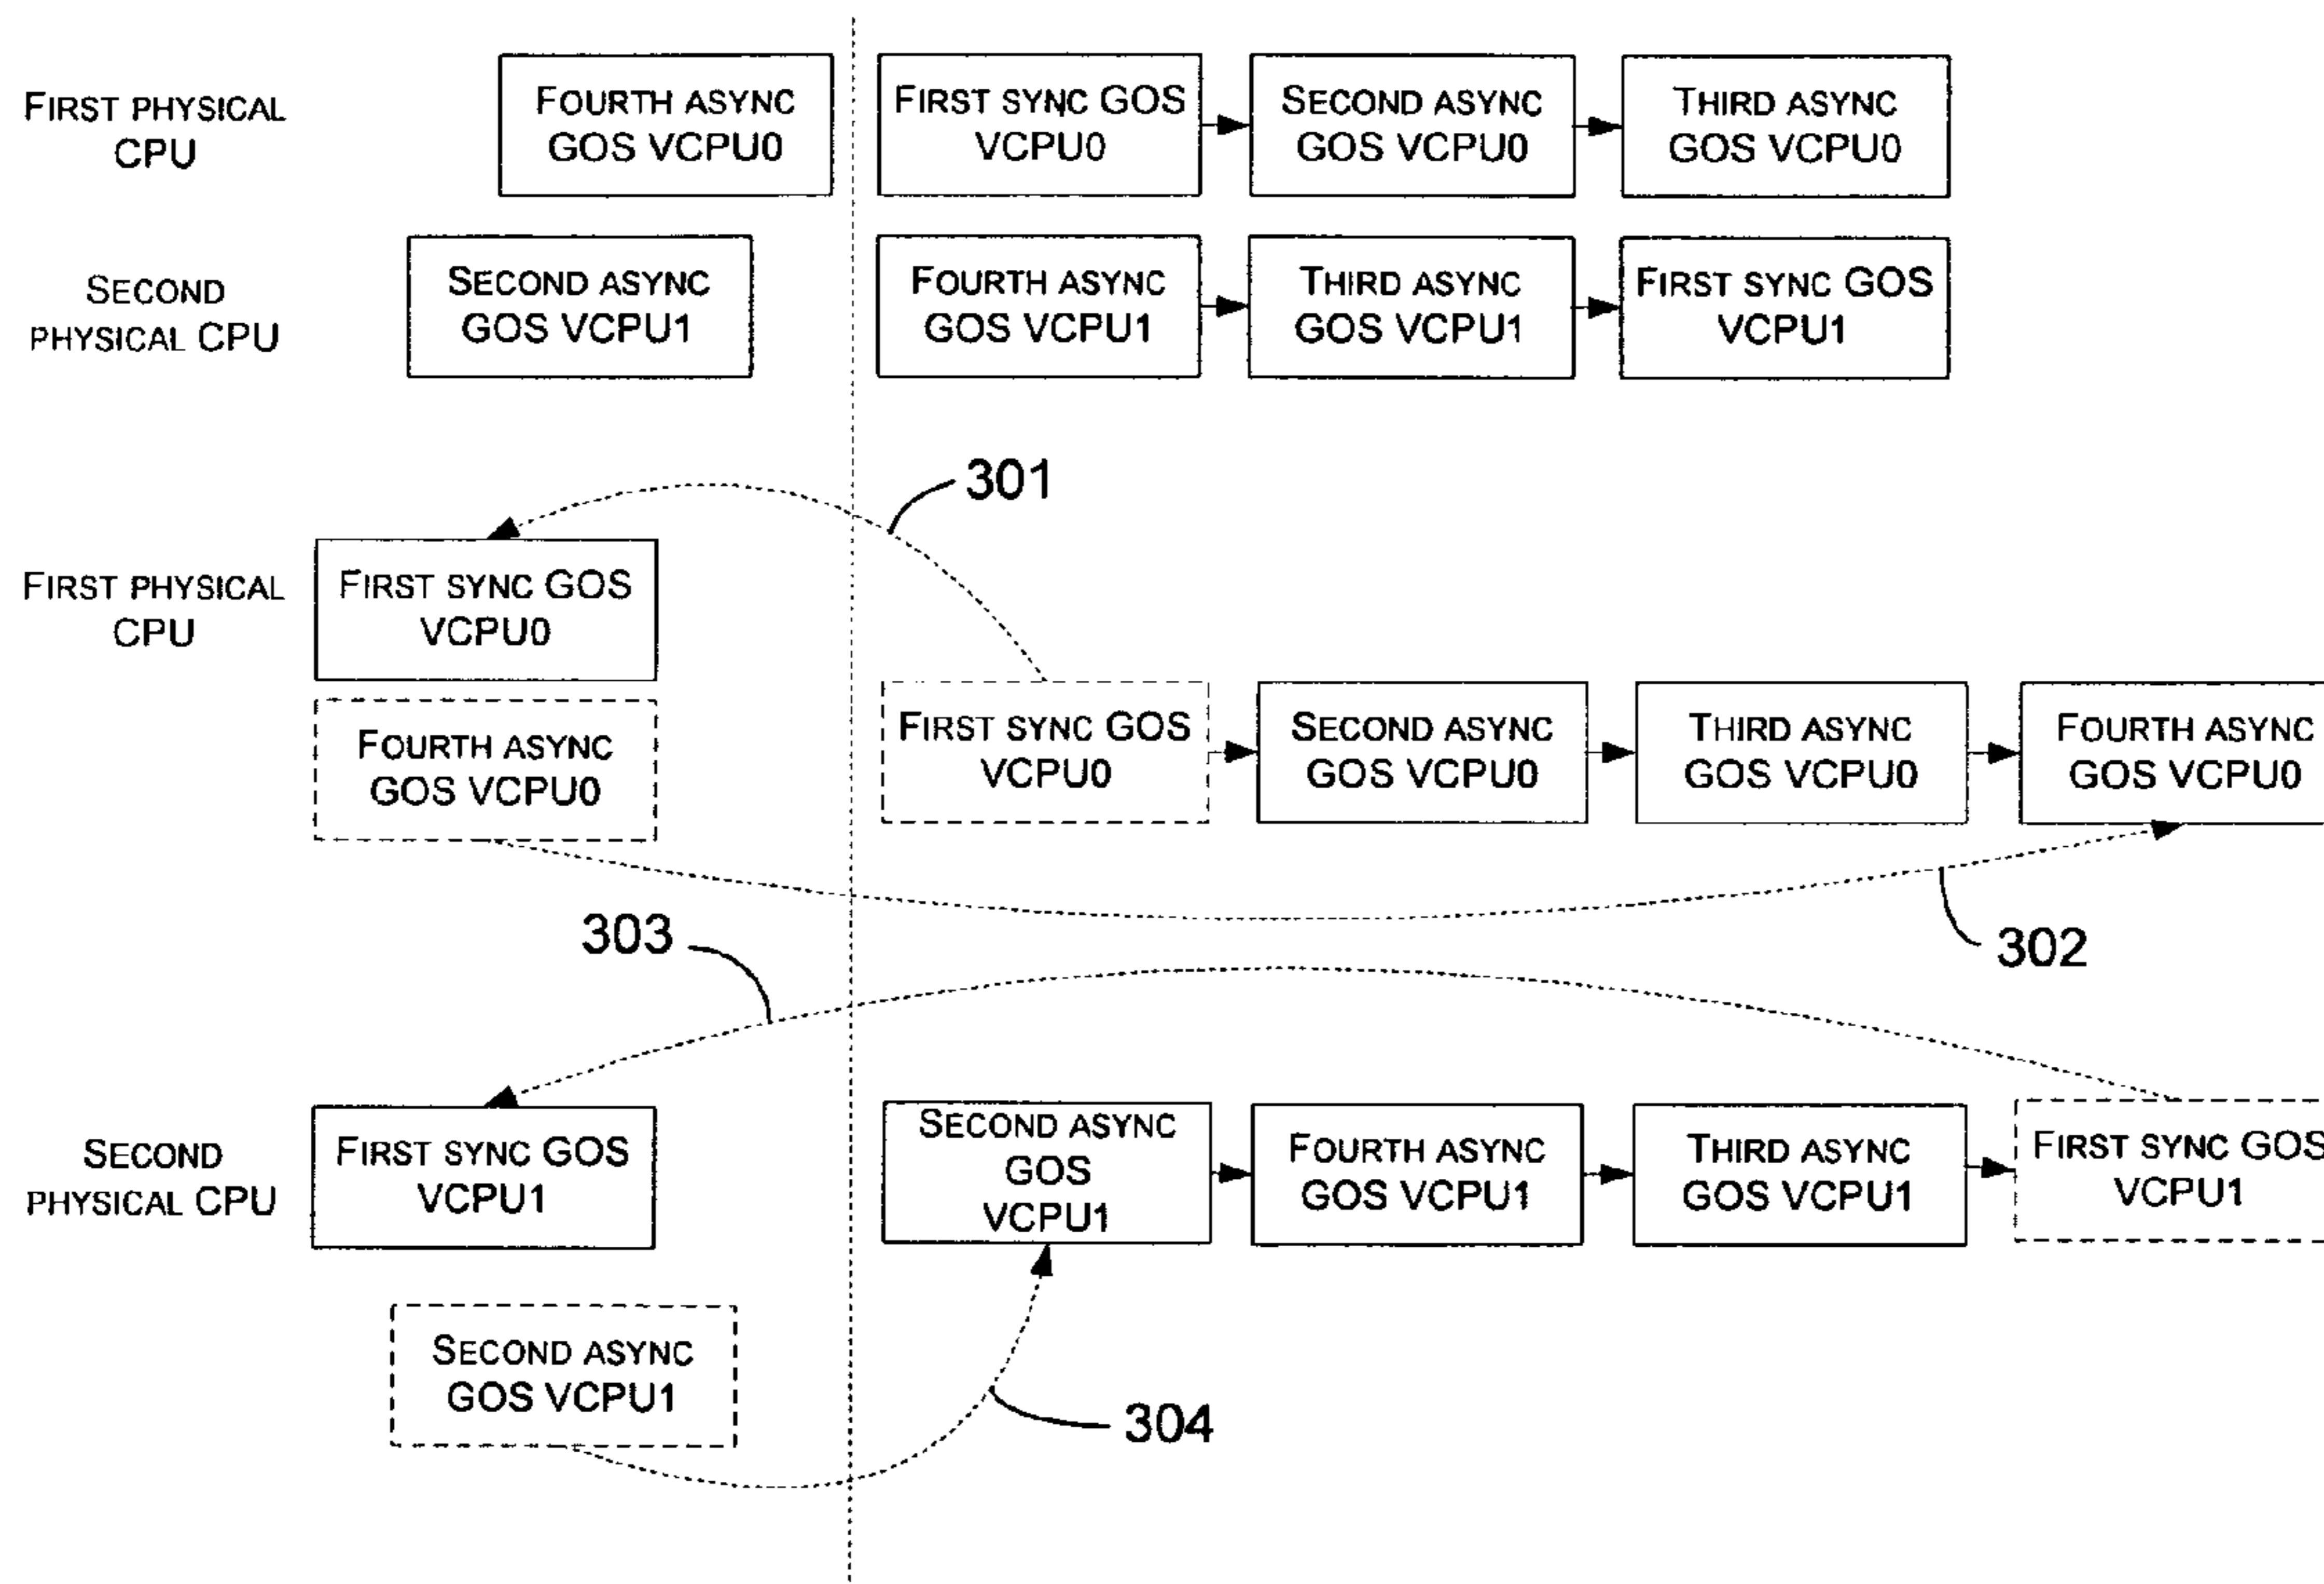 FIRST PHYSICAL
CPU
FOURTH ASYNC
GOS VCPU0
FIRST SYNC GOS
VCPU0
SECOND ASYNC
GOS VCPU0
THIRD ASYNC
GOS VCPU0
SECOND
PHYSICAL CPU
SECOND ASYNC
GOS VCPU1
FOURTH ASYNC
GOS VCPU1
THIRD ASYNC
GOS VCPU1
FIRST SYNC GOS
VCPU1
301
FIRST PHYSICAL
CPU
FIRST SYNC GOS
VCPU0
FOURTH ASYNC
GOS VCPU0
FIRST SYNC GOS
VCPU0
SECOND ASYNC
GOS VCPU0
THIRD ASYNC
GOS VCPU0
FOURTH ASYNC
GOS VCPU0
303
302
SECOND
PHYSICAL CPU
FIRST SYNC GOS
VCPU1
SECOND ASYNC
GOS
VCPU1
FOURTH ASYNC
GOS VCPU1
THIRD ASYNC
GOS VCPU1
FIRST SYNC GOS
VCPU1
SECOND ASYNC
GOS VCPU1
304